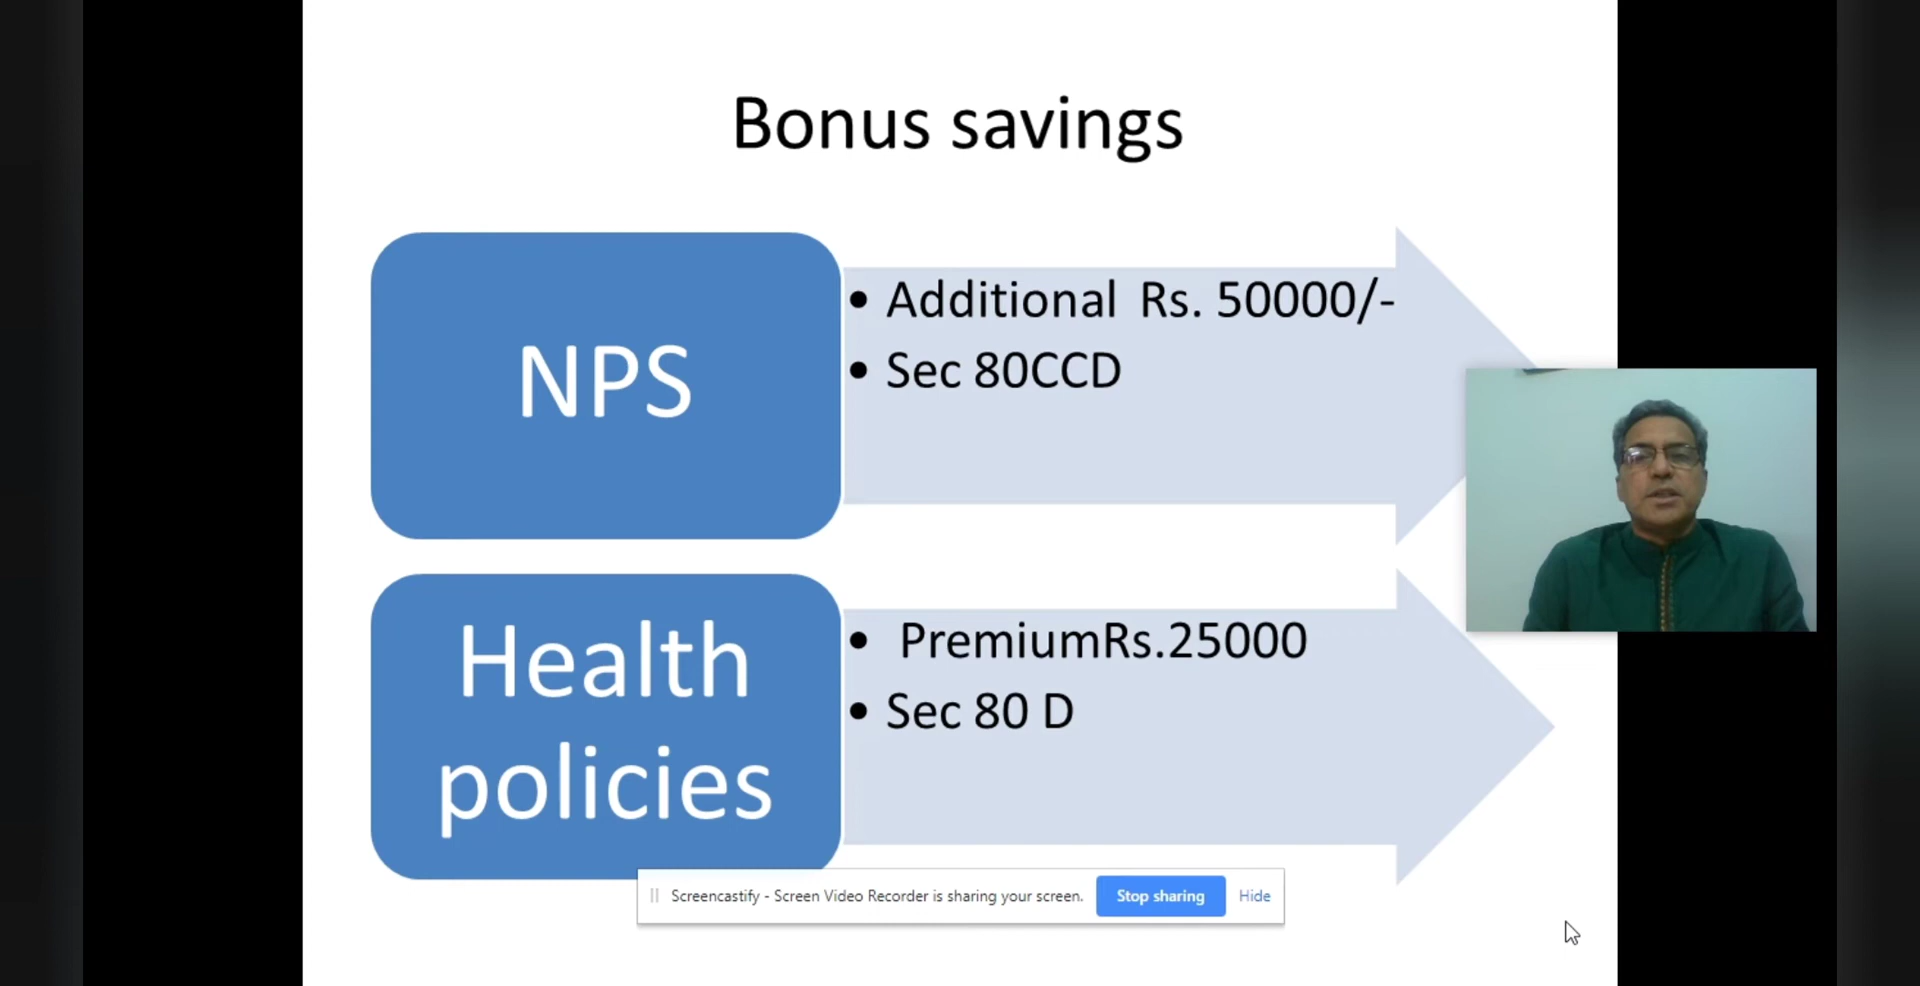 Bonus savings
NPS
• Additional Rs. 50000/-
• Sec 80CCD
Health
policies
• PremiumRs.25000
• Sec 80 D
Screencastify - Screen Video Recorder is sharing your screen.
Stop sharing
Hide